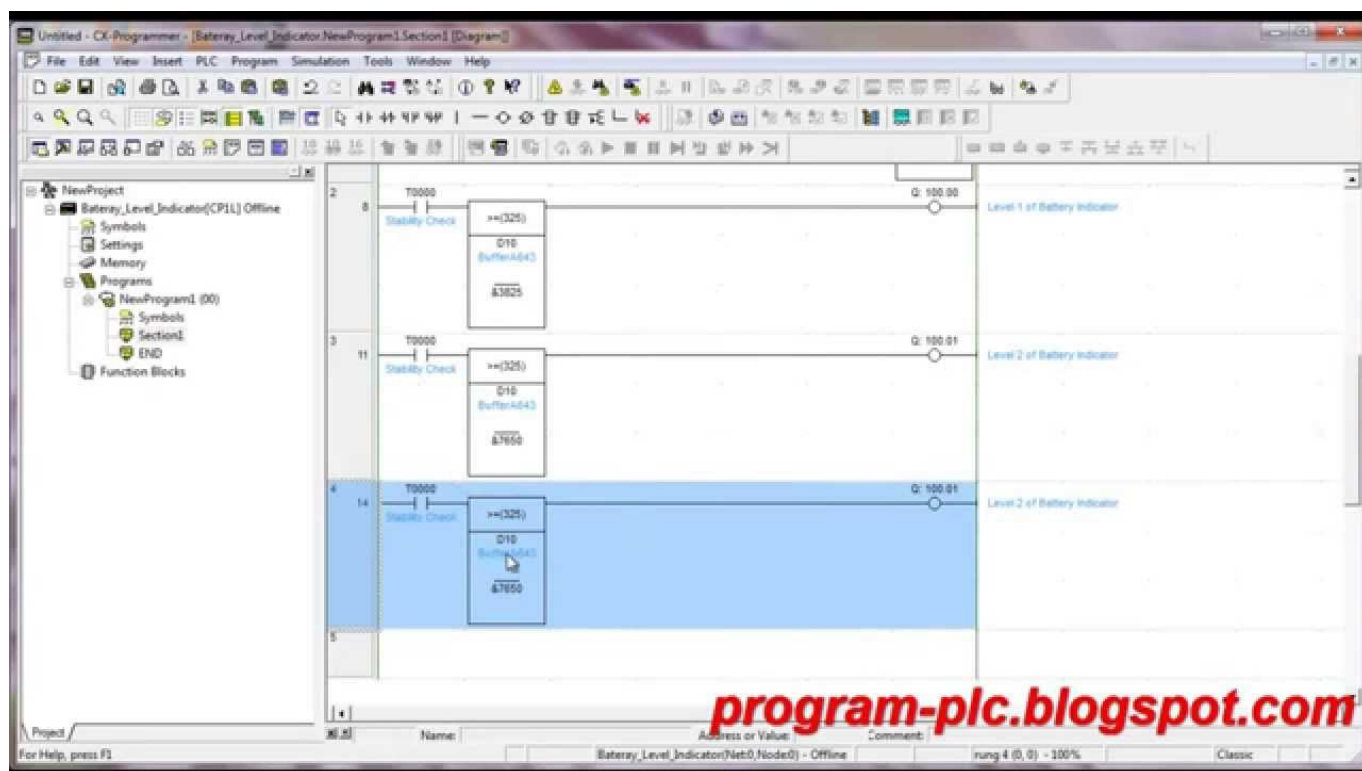 Untitled - CX-Programmer - [Bateray_Level_Indicator.NewProgram1.Section1 [Diagram]]
File Edit View Insert PLC Program Simulation Tools Window Help
NewProject
Bateray_Level_Indicator[CP1L] Offline
Symbols
Settings
Memory
Programs
NewProgram1 (00)
Symbols
Section1
END
Function Blocks
2
8
T0000
Stability Check
>=(325)
D10
BufferA643
&3825
Q: 100.00
Level 1 of Battery Indicator
3
11
T0000
Stability Check
>=(325)
D10
BufferA643
&7650
Q: 100.01
Level 2 of Battery Indicator
4
14
T0000
Stability Check
>=(325)
D10
BufferA643
&7650
Q: 100.01
Level 2 of Battery Indicator
5
program-plc.blogspot.com
Project
Name:
Address or Value:
Comment:
For Help, press F1
Bateray_Level_Indicator(Net:0,Node:0) - Offline
rung 4 (0, 0) - 100%
Classic